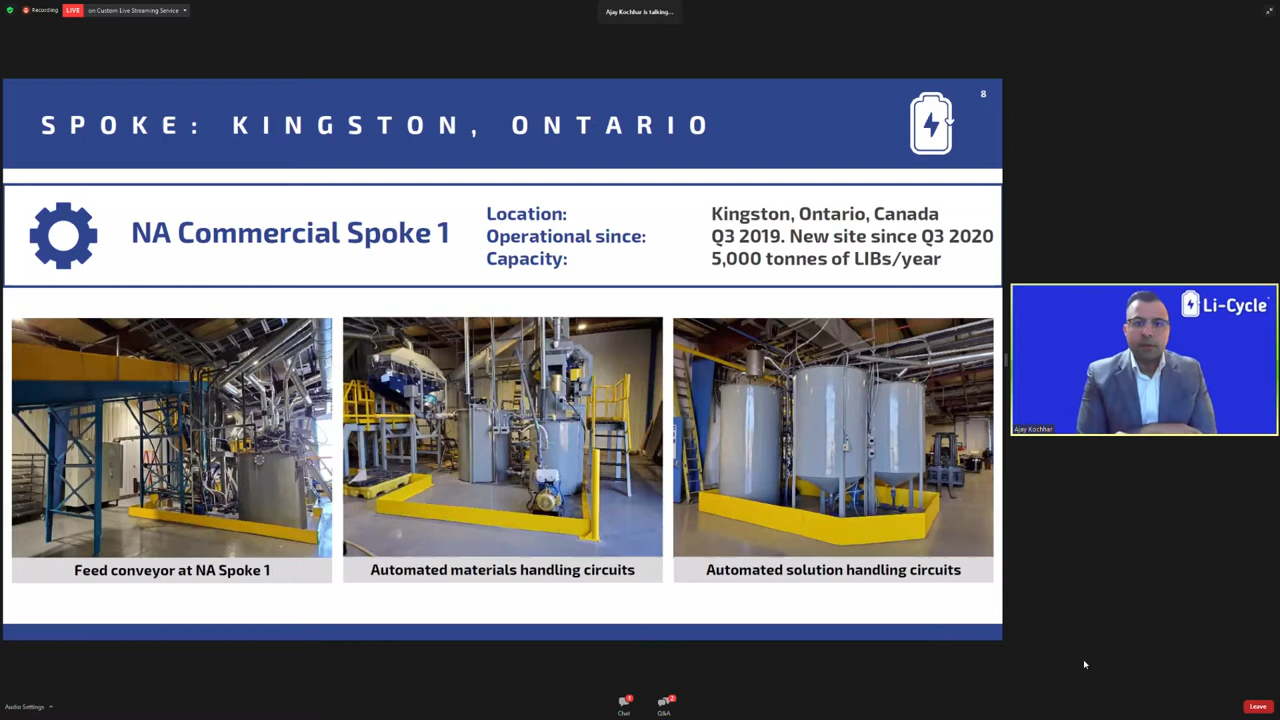 Recording
LIVE
on Custom Live Streaming Service
Ajay Kochhar is talking...
8
SPOKE: KINGSTON, ONTARIO
NA Commercial Spoke 1
Location: Kingston, Ontario, Canada
Operational since: Q3 2019. New site since Q3 2020
Capacity: 5,000 tonnes of LIBs/year
Li-Cycle
Ajay Kochhar
Feed conveyor at NA Spoke 1
Automated materials handling circuits
Automated solution handling circuits
Audio Settings
1
Chat
2
Q&A
Leave